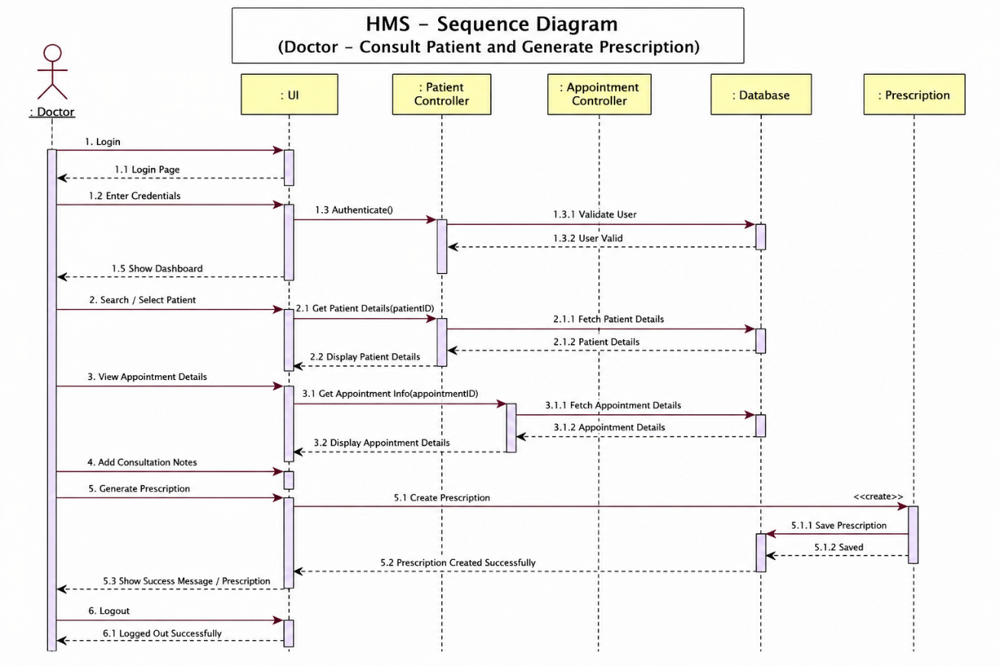 HMS – Sequence Diagram
(Doctor – Consult Patient and Generate Prescription)
: Doctor
: UI
: Patient
Controller
: Appointment
Controller
: Database
: Prescription
1. Login
1.1 Login Page
1.2 Enter Credentials
1.3 Authenticate()
1.3.1 Validate User
1.3.2 User Valid
1.5 Show Dashboard
2. Search / Select Patient
2.1 Get Patient Details(patientID)
2.1.1 Fetch Patient Details
2.1.2 Patient Details
2.2 Display Patient Details
3. View Appointment Details
3.1 Get Appointment Info(appointmentID)
3.1.1 Fetch Appointment Details
3.1.2 Appointment Details
3.2 Display Appointment Details
4. Add Consultation Notes
5. Generate Prescription
5.1 Create Prescription
<<create>>
5.1.1 Save Prescription
5.1.2 Saved
5.2 Prescription Created Successfully
5.3 Show Success Message / Prescription
6. Logout
6.1 Logged Out Successfully